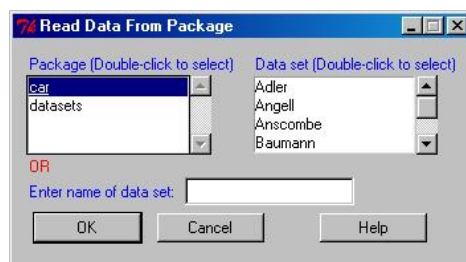 Read Data From Package
Package (Double-click to select) Data set (Double-click to select)
car
datasets
Adler
Angell
Anscombe
Baumann
OR
Enter name of data set:
OK Cancel Help